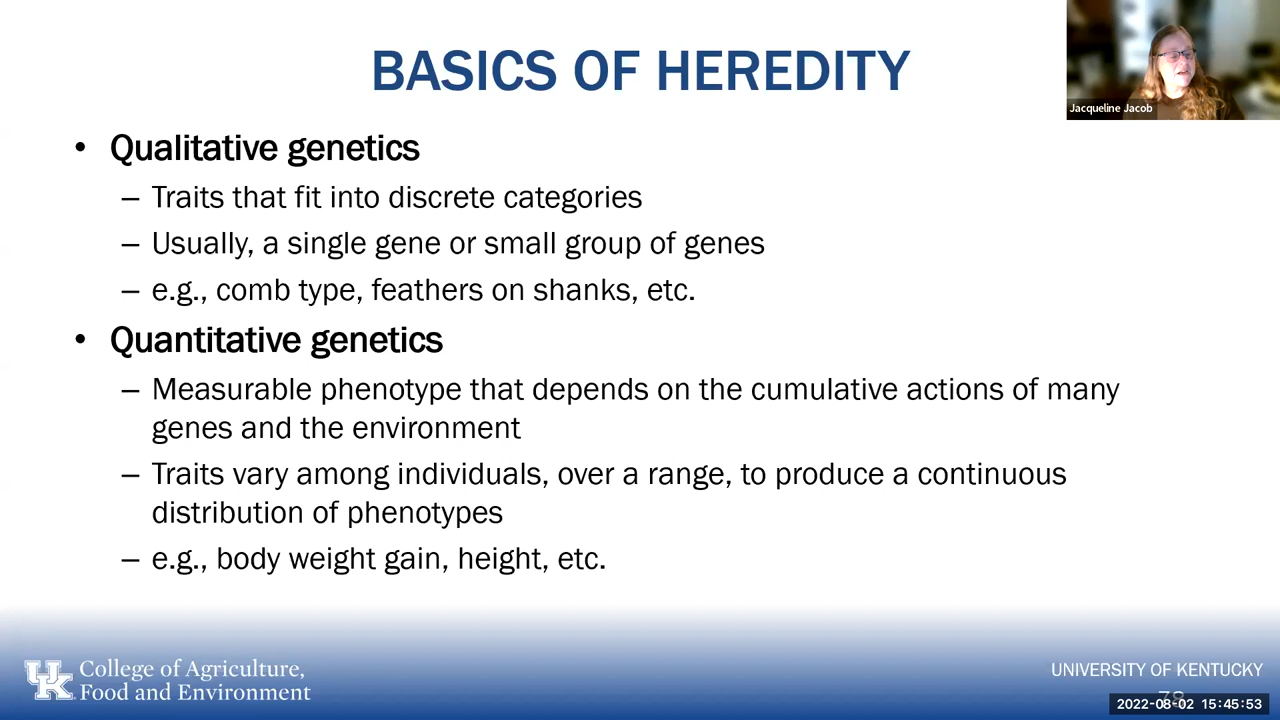 BASICS OF HEREDITY
Jacqueline Jacob
• Qualitative genetics
– Traits that fit into discrete categories
– Usually, a single gene or small group of genes
– e.g., comb type, feathers on shanks, etc.
• Quantitative genetics
– Measurable phenotype that depends on the cumulative actions of many
genes and the environment
– Traits vary among individuals, over a range, to produce a continuous
distribution of phenotypes
– e.g., body weight gain, height, etc.
UK
College of Agriculture,
Food and Environment
UNIVERSITY OF KENTUCKY
2022-08-02 15:45:53